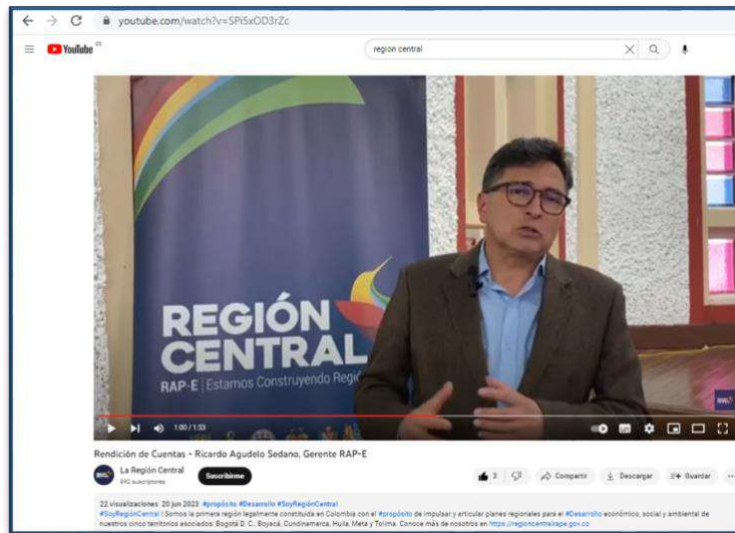 youtube.com/watch?v=SPi5xOD3rZc
YouTube
region central
REGIÓN
CENTRAL
RAP-E | Estamos Construyendo Regió
1:00 / 1:53
Rendición de Cuentas - Ricardo Agudelo Sedano, Gerente RAP-E
La Región Central
suscriptores
Suscribirme
3
Compartir
Descargar
Guardar
22 visualizaciones 20 jun 2023 #propósito #Desarrollo #SoyRegiónCentral
#SoyRegiónCentral | Somos la primera región legalmente constituida en Colombia con el #propósito de impulsar y articular planes regionales para el #Desarrollo económico, social y ambiental de
nuestros cinco territorios asociados: Bogotá D. C., Boyacá, Cundinamarca, Huila, Meta y Tolima. Conoce más de nosotros en https://regioncentralrape.gov.co